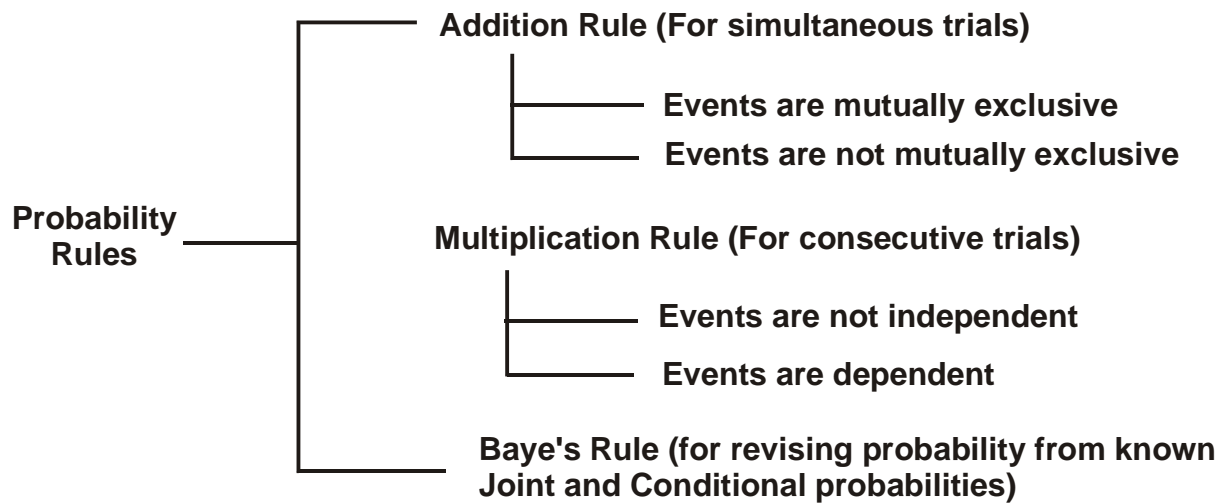 Addition Rule (For simultaneous trials)
Events are mutually exclusive
Events are not mutually exclusive
Probability
Rules
Multiplication Rule (For consecutive trials)
Events are not independent
Events are dependent
Baye's Rule (for revising probability from known
Joint and Conditional probabilities)